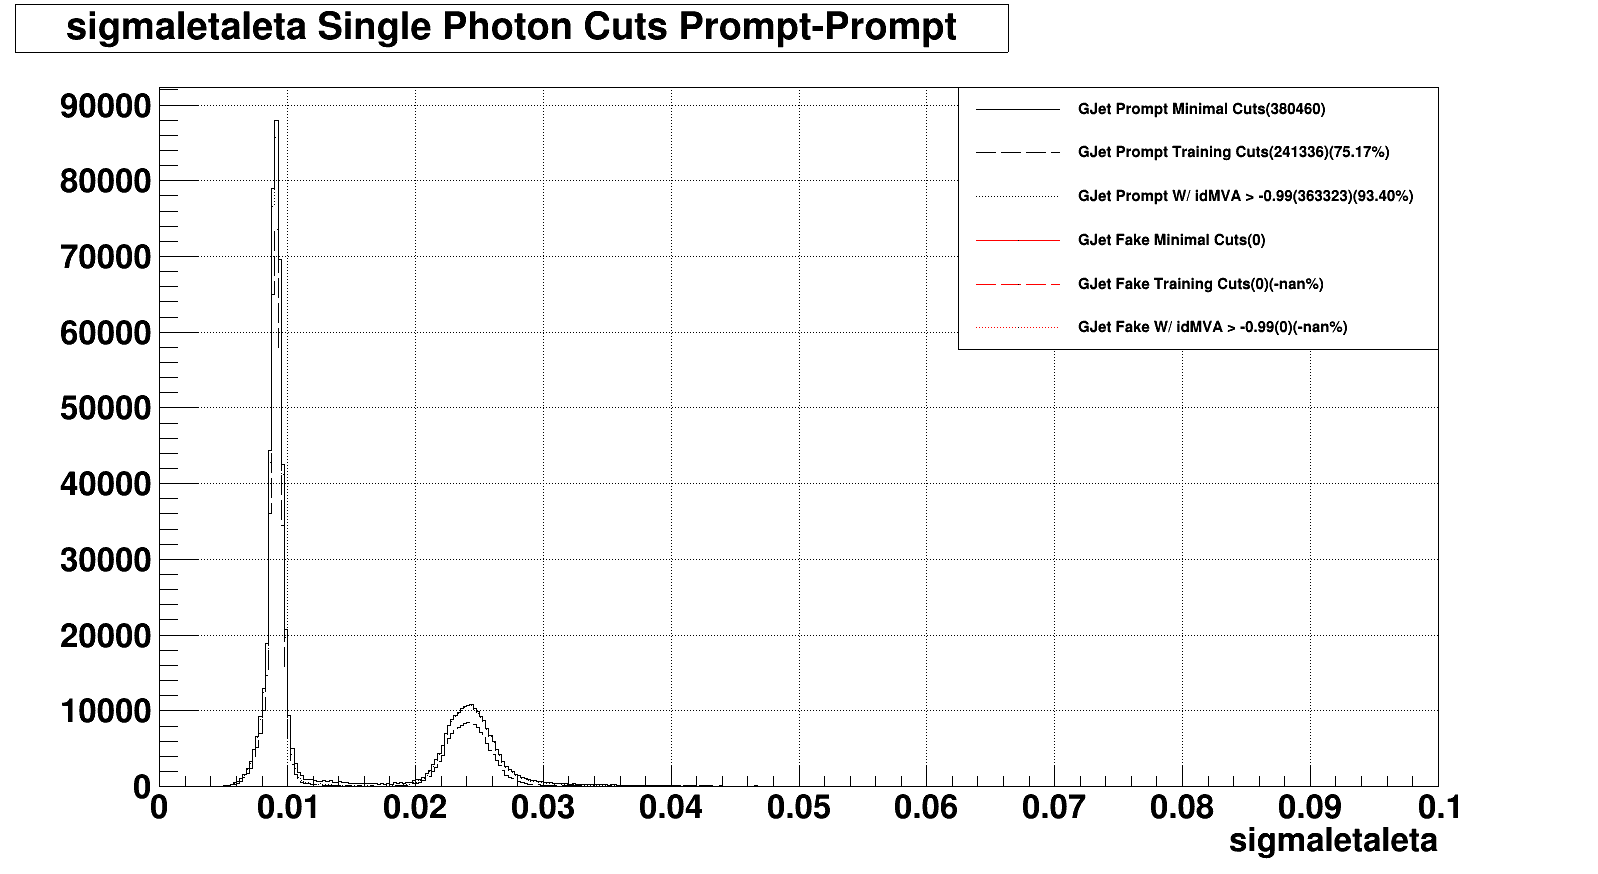 sigmaIetaIeta Single Photon Cuts Prompt-Prompt
GJet Prompt Minimal Cuts(380460)
GJet Prompt Training Cuts(241336)(75.17%)
GJet Prompt W/ idMVA > -0.99(363323)(93.40%)
GJet Fake Minimal Cuts(0)
GJet Fake Training Cuts(0)(-nan%)
GJet Fake W/ idMVA > -0.99(0)(-nan%)
90000
80000
70000
60000
50000
40000
30000
20000
10000
0
0 0.01 0.02 0.03 0.04 0.05 0.06 0.07 0.08 0.09 0.1
sigmaIetaIeta